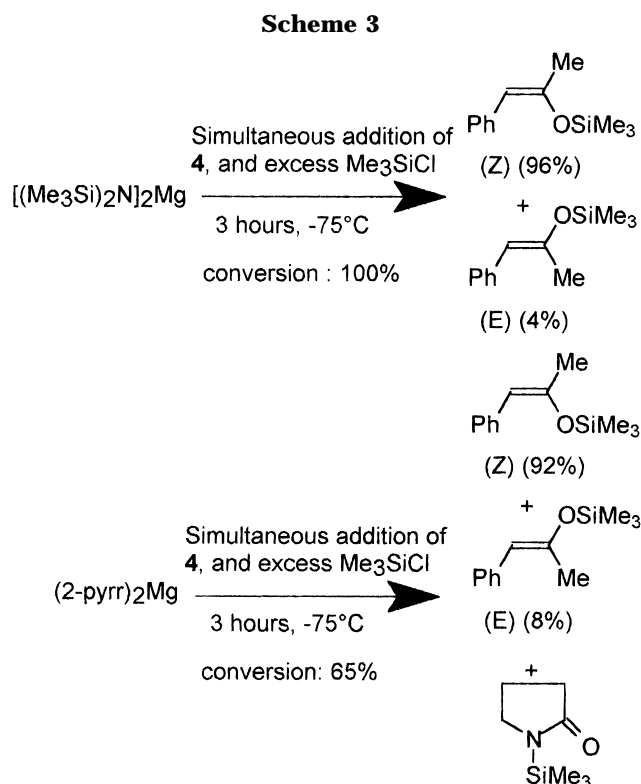 Scheme 3
Me
Ph
OSiMe3
Simultaneous addition of
4, and excess Me3SiCl
(Z) (96%)
[(Me3Si)2N]2Mg
+
3 hours, -75°C
OSiMe3
conversion : 100%
Ph
Me
(E) (4%)
Me
Ph
OSiMe3
(Z) (92%)
+
Simultaneous addition of
OSiMe3
4, and excess Me3SiCl
(2-pyrr)2Mg
Ph
Me
3 hours, -75°C
(E) (8%)
conversion: 65%
+
N
O
SiMe3